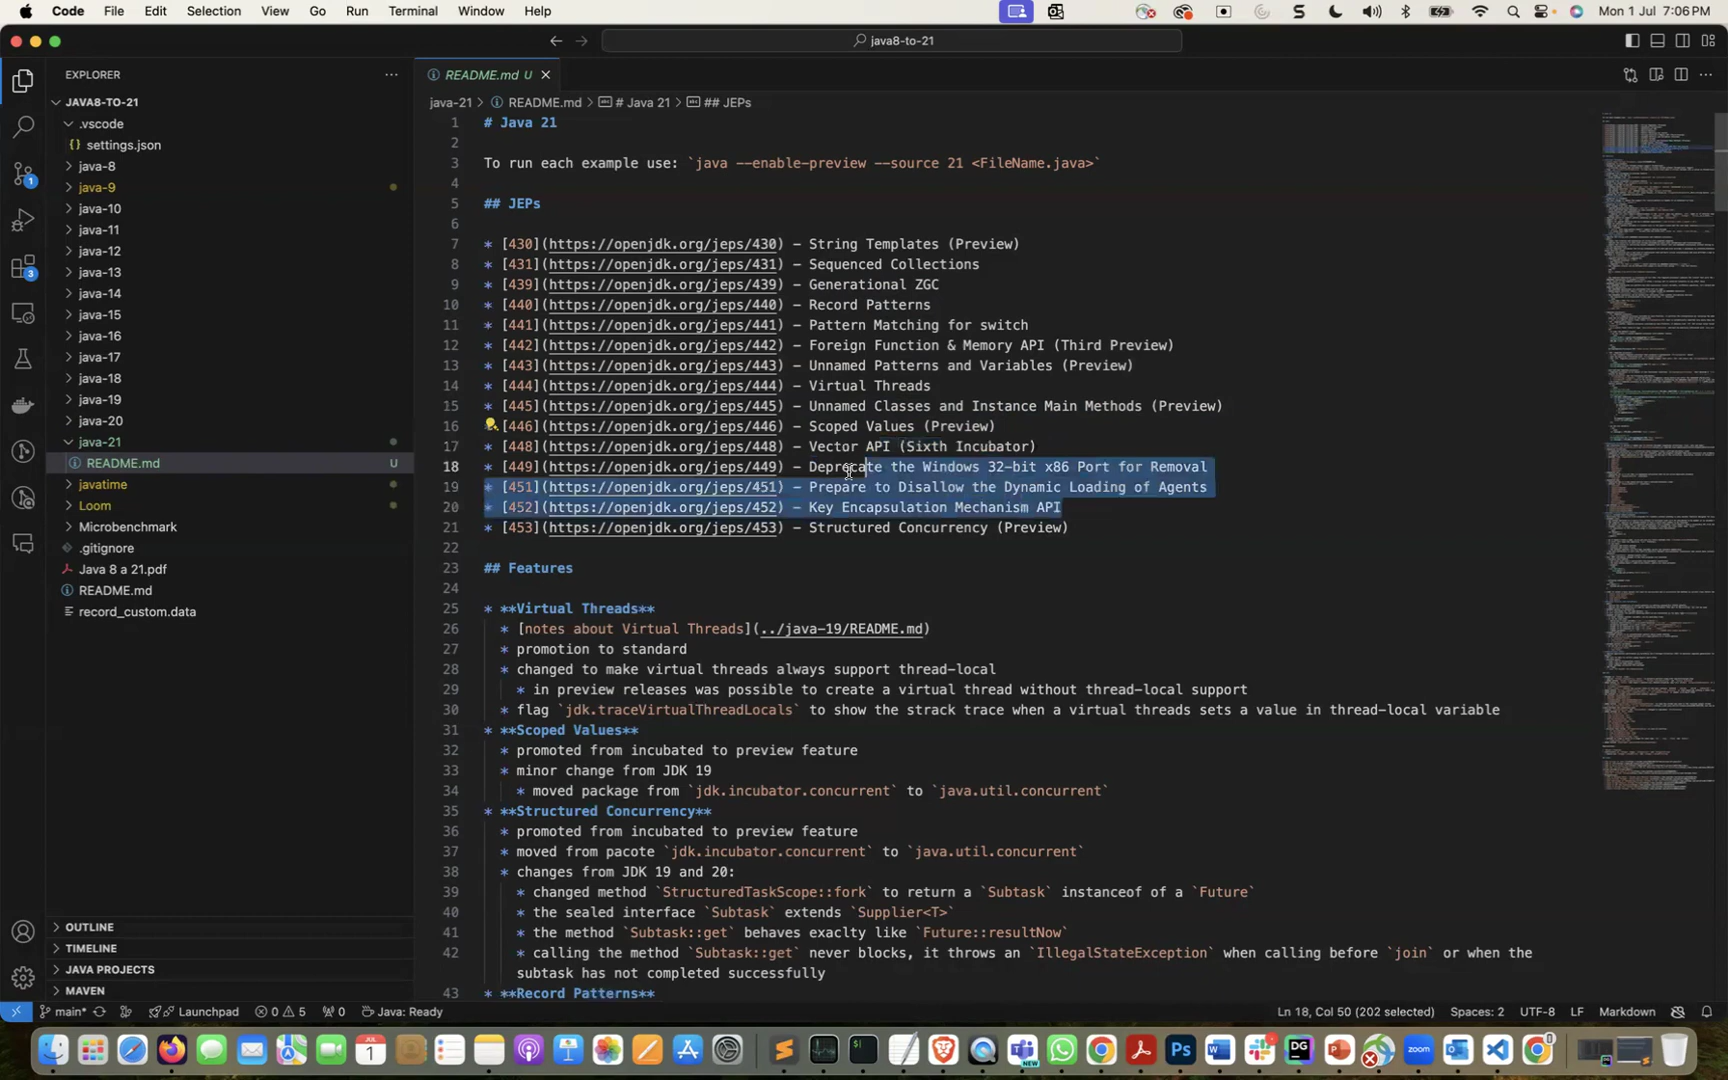 Code File Edit Selection View Go Run Terminal Window Help
Mon 1 Jul 7:06 PM
java8-to-21
EXPLORER
JAVA8-TO-21
.vscode
settings.json
java-8
java-9
java-10
java-11
java-12
java-13
java-14
java-15
java-16
java-17
java-18
java-19
java-20
java-21
README.md U
javatime
Loom
Microbenchmark
.gitignore
Java 8 a 21.pdf
README.md
record_custom.data
OUTLINE
TIMELINE
JAVA PROJECTS
MAVEN
README.md U
java-21 > README.md > # Java 21 > ## JEPs
1 # Java 21
2
3 To run each example use: `java --enable-preview --source 21 <FileName.java>`
4
5 ## JEPs
6
7 * [430](https://openjdk.org/jeps/430) - String Templates (Preview)
8 * [431](https://openjdk.org/jeps/431) - Sequenced Collections
9 * [439](https://openjdk.org/jeps/439) - Generational ZGC
10 * [440](https://openjdk.org/jeps/440) - Record Patterns
11 * [441](https://openjdk.org/jeps/441) - Pattern Matching for switch
12 * [442](https://openjdk.org/jeps/442) - Foreign Function & Memory API (Third Preview)
13 * [443](https://openjdk.org/jeps/443) - Unnamed Patterns and Variables (Preview)
14 * [444](https://openjdk.org/jeps/444) - Virtual Threads
15 * [445](https://openjdk.org/jeps/445) - Unnamed Classes and Instance Main Methods (Preview)
16 * [446](https://openjdk.org/jeps/446) - Scoped Values (Preview)
17 * [448](https://openjdk.org/jeps/448) - Vector API (Sixth Incubator)
18 * [449](https://openjdk.org/jeps/449) - Deprecate the Windows 32-bit x86 Port for Removal
19 * [451](https://openjdk.org/jeps/451) - Prepare to Disallow the Dynamic Loading of Agents
20 * [452](https://openjdk.org/jeps/452) - Key Encapsulation Mechanism API
21 * [453](https://openjdk.org/jeps/453) - Structured Concurrency (Preview)
22
23 ## Features
24
25 * **Virtual Threads**
26 * [notes about Virtual Threads](../java-19/README.md)
27 * promotion to standard
28 * changed to make virtual threads always support thread-local
29 * in preview releases was possible to create a virtual thread without thread-local support
30 * flag `jdk.traceVirtualThreadLocals` to show the strack trace when a virtual threads sets a value in thread-local variable
31 * **Scoped Values**
32 * promoted from incubated to preview feature
33 * minor change from JDK 19
34 * moved package from `jdk.incubator.concurrent` to `java.util.concurrent`
35 * **Structured Concurrency**
36 * promoted from incubated to preview feature
37 * moved from pacote `jdk.incubator.concurrent` to `java.util.concurrent`
38 * changes from JDK 19 and 20:
39 * changed method `StructuredTaskScope::fork` to return a `Subtask` instanceof of a `Future`
40 * the sealed interface `Subtask` extends `Supplier<T>`
41 * the method `Subtask::get` behaves exaclty like `Future::resultNow`
42 * calling the method `Subtask::get` never blocks, it throws an `IllegalStateException` when calling before `join` or when the
subtask has not completed successfully
43 * **Record Patterns**
main* Launchpad 0 5 0 Java: Ready
Ln 18, Col 50 (202 selected) Spaces: 2 UTF-8 LF Markdown